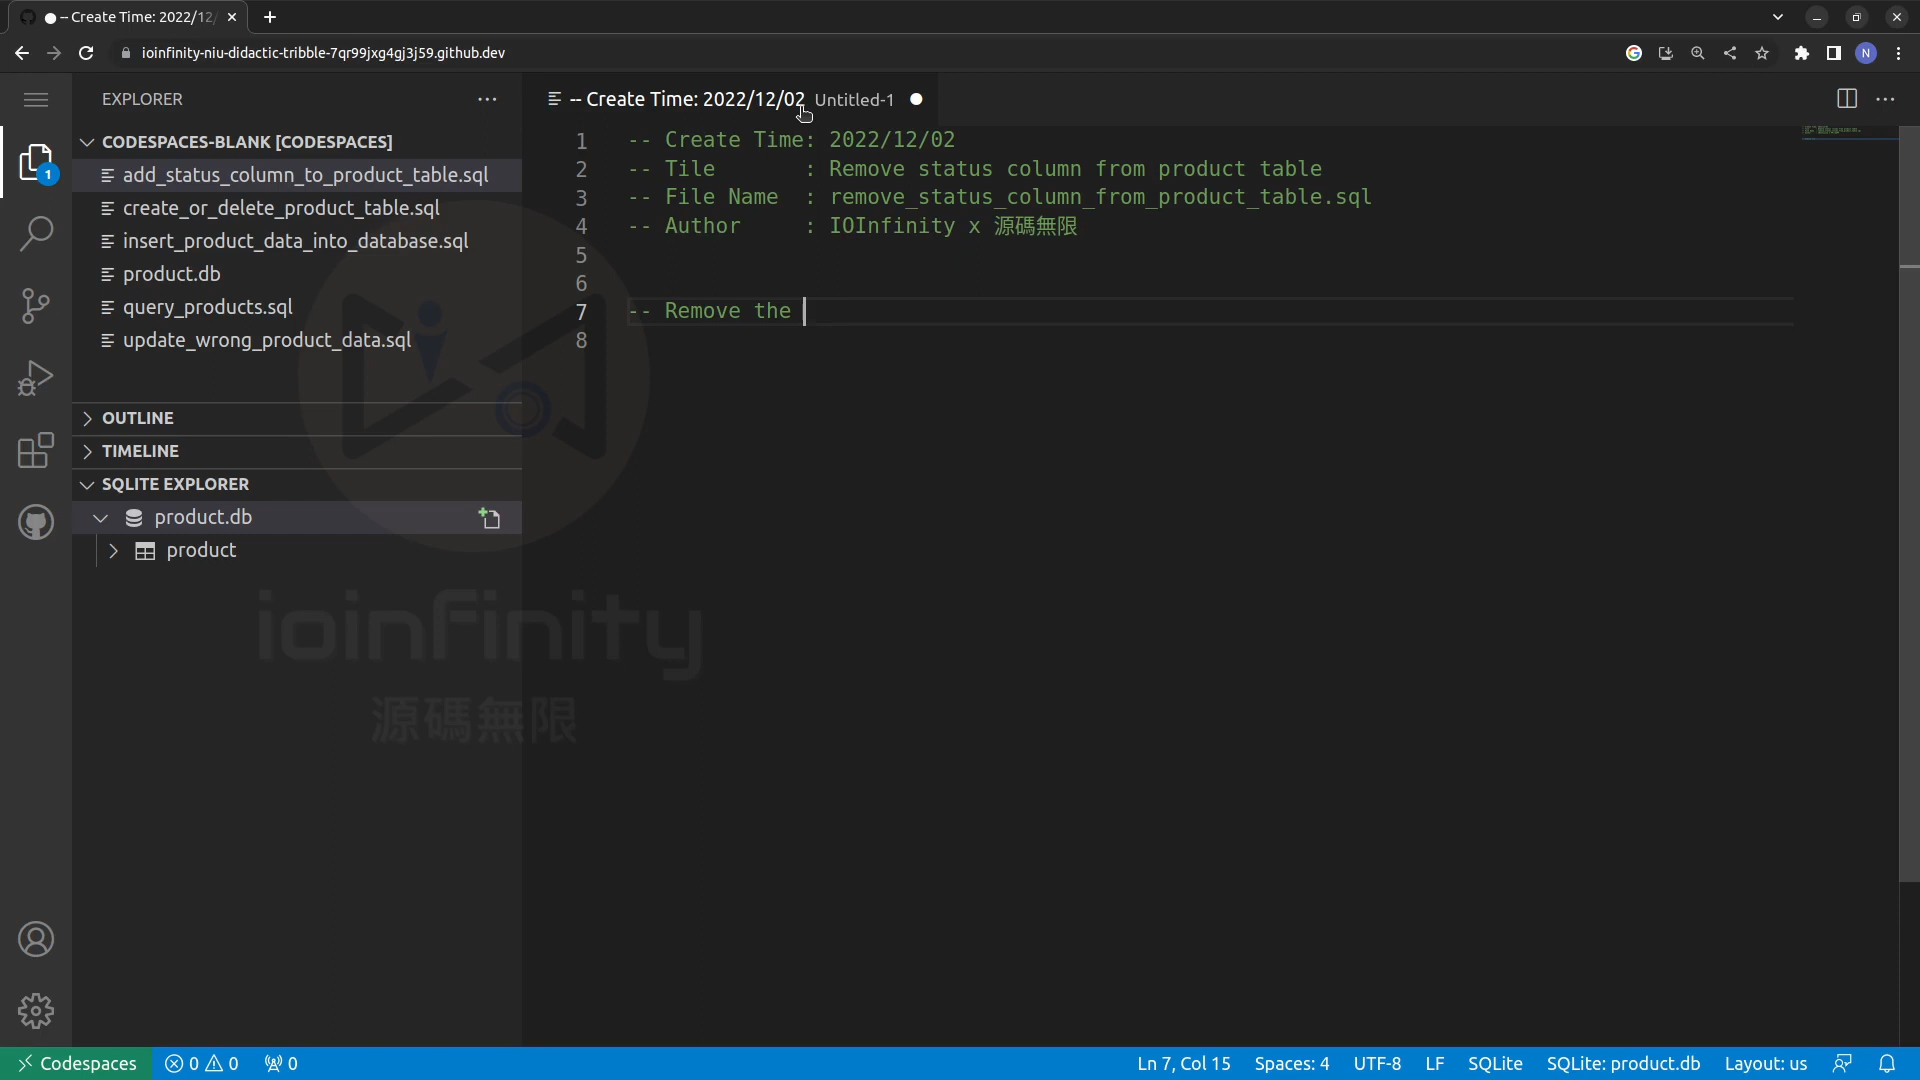 -- Create Time: 2022/12/
ioinfinity-niu-didactic-tribble-7qr99jxg4gj3j59.github.dev
N
EXPLORER
CODESPACES-BLANK [CODESPACES]
1
add_status_column_to_product_table.sql
create_or_delete_product_table.sql
insert_product_data_into_database.sql
product.db
query_products.sql
update_wrong_product_data.sql
OUTLINE
TIMELINE
SQLITE EXPLORER
product.db
product
-- Create Time: 2022/12/02 Untitled-1
1 -- Create Time: 2022/12/02
2 -- Tile : Remove status column from product table
3 -- File Name : remove_status_column_from_product_table.sql
4 -- Author : IOInfinity x 源碼無限
5
6
7 -- Remove the
8
ioinfinity
源碼無限
Codespaces 0 0 0 Ln 7, Col 15 Spaces: 4 UTF-8 LF SQLite SQLite: product.db Layout: us